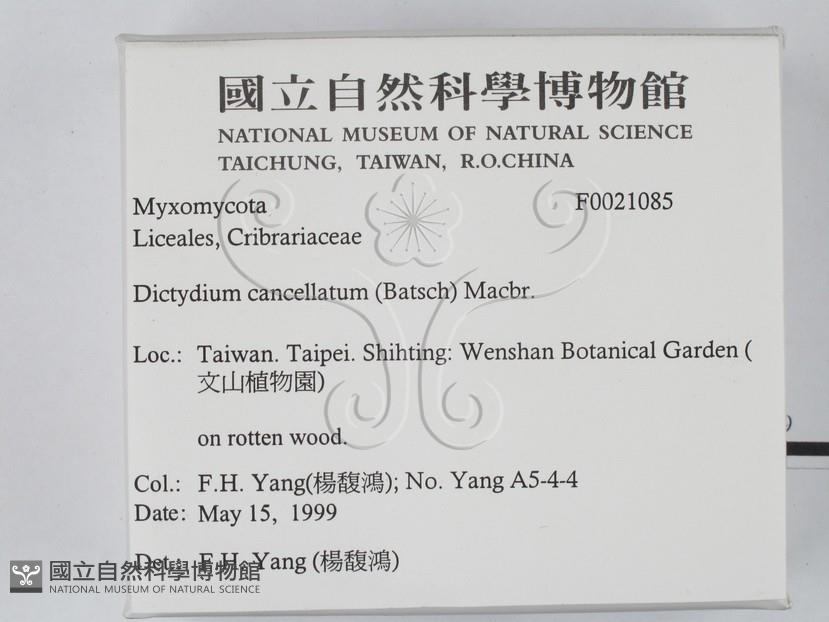 國立自然科學博物館
NATIONAL MUSEUM OF NATURAL SCIENCE
TAICHUNG, TAIWAN, R.O.CHINA
Myxomycota F0021085
Liceales, Cribrariaceae
Dictydium cancellatum (Batsch) Macbr.
Loc.: Taiwan. Taipei. Shihting: Wenshan Botanical Garden (
文山植物園)
on rotten wood.
Col.: F.H. Yang(楊馥鴻); No. Yang A5-4-4
Date: May 15, 1999
Det.: F.H. Yang (楊馥鴻)
國立自然科學博物館
NATIONAL MUSEUM OF NATURAL SCIENCE